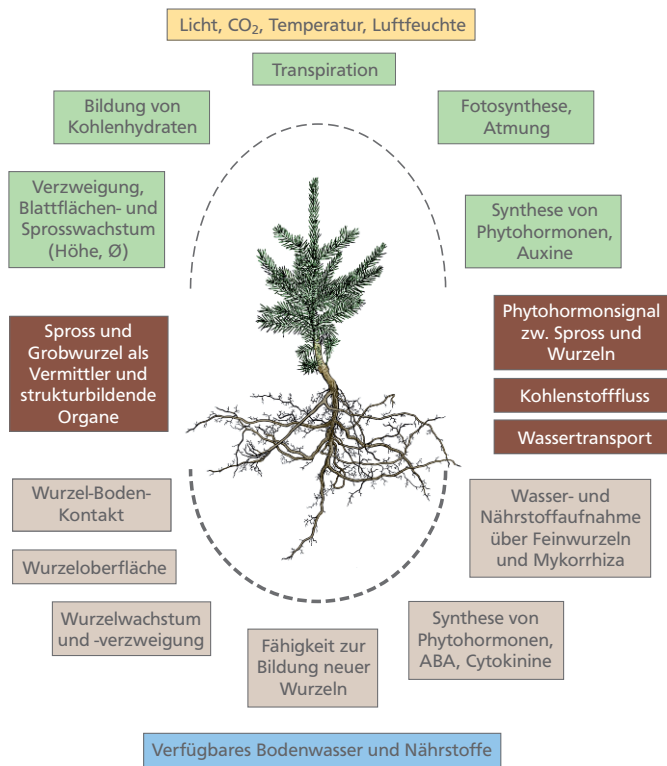 Licht, CO₂, Temperatur, Luftfeuchte
Transpiration
Bildung von
Kohlenhydraten
Fotosynthese,
Atmung
Verzweigung,
Blattflächen- und
Sprosswachstum
(Höhe, Ø)
Synthese von
Phytohormonen,
Auxine
Spross und
Grobwurzel als
Vermittler und
strukturbildende
Organe
Phytohormonsignal
zw. Spross und
Wurzeln
Kohlenstofffluss
Wassertransport
Wurzel-Boden-
Kontakt
Wasser- und
Nährstoffaufnahme
über Feinwurzeln
und Mykorrhiza
Wurzeloberfläche
Wurzelwachstum
und -verzweigung
Fähigkeit zur
Bildung neuer
Wurzeln
Synthese von
Phytohormonen,
ABA, Cytokinine
Verfügbares Bodenwasser und Nährstoffe